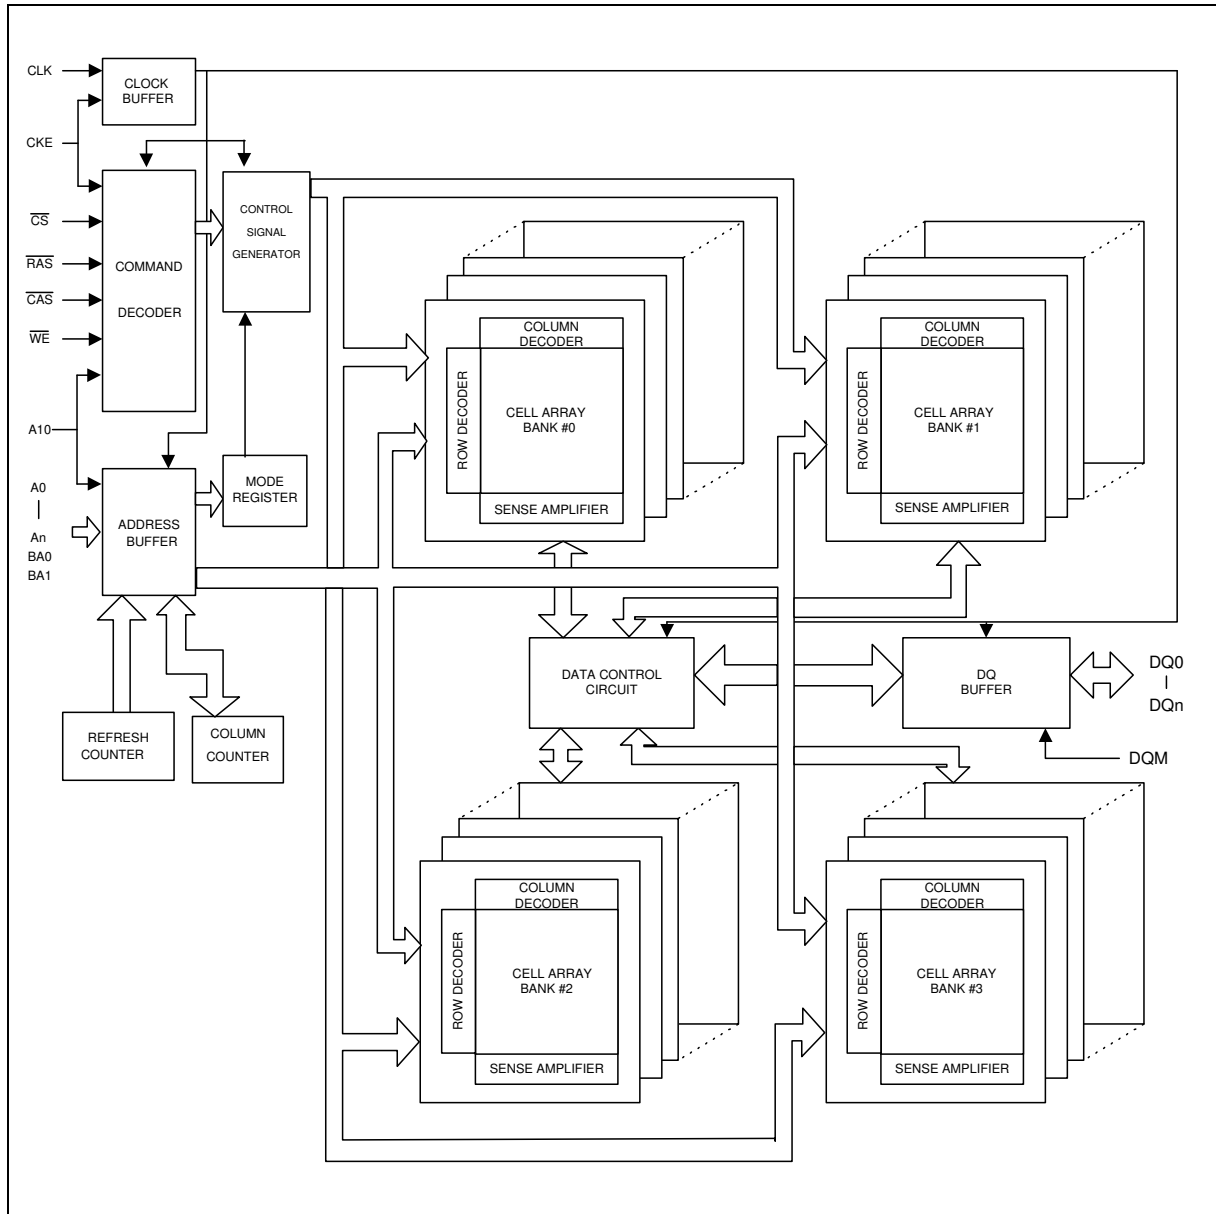 CLK
CLOCK
BUFFER
CKE
CS
RAS
CAS
WE
COMMAND
DECODER
CONTROL
SIGNAL
GENERATOR
A10
A0
An
BA0
BA1
ADDRESS
BUFFER
MODE
REGISTER
REFRESH
COUNTER
COLUMN
COUNTER
COLUMN
DECODER
ROW DECODER
CELL ARRAY
BANK #0
SENSE AMPLIFIER
COLUMN
DECODER
ROW DECODER
CELL ARRAY
BANK #1
SENSE AMPLIFIER
DATA CONTROL
CIRCUIT
DQ
BUFFER
DQ0
DQn
DQM
COLUMN
DECODER
ROW DECODER
CELL ARRAY
BANK #2
SENSE AMPLIFIER
COLUMN
DECODER
ROW DECODER
CELL ARRAY
BANK #3
SENSE AMPLIFIER